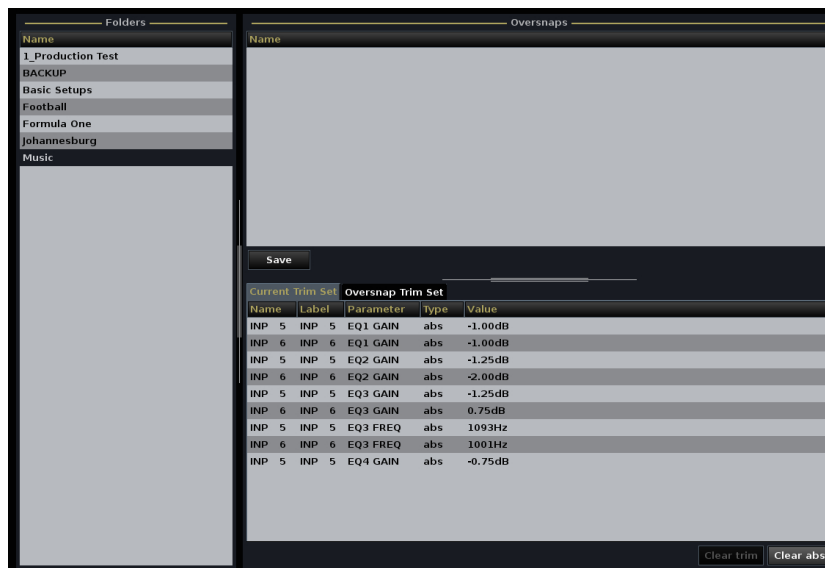 Folders
Name
1_Production Test
BACKUP
Basic Setups
Football
Formula One
Johannesburg
Music
Oversnaps
Name
Save
Current Trim Set Oversnap Trim Set
Name Label Parameter Type Value
INP 5 INP 5 EQ1 GAIN abs -1.00dB
INP 6 INP 6 EQ1 GAIN abs -1.00dB
INP 5 INP 5 EQ2 GAIN abs -1.25dB
INP 6 INP 6 EQ2 GAIN abs -2.00dB
INP 5 INP 5 EQ3 GAIN abs -1.25dB
INP 6 INP 6 EQ3 GAIN abs 0.75dB
INP 5 INP 5 EQ3 FREQ abs 1093Hz
INP 6 INP 6 EQ3 FREQ abs 1001Hz
INP 5 INP 5 EQ4 GAIN abs -0.75dB
Clear trim Clear abs